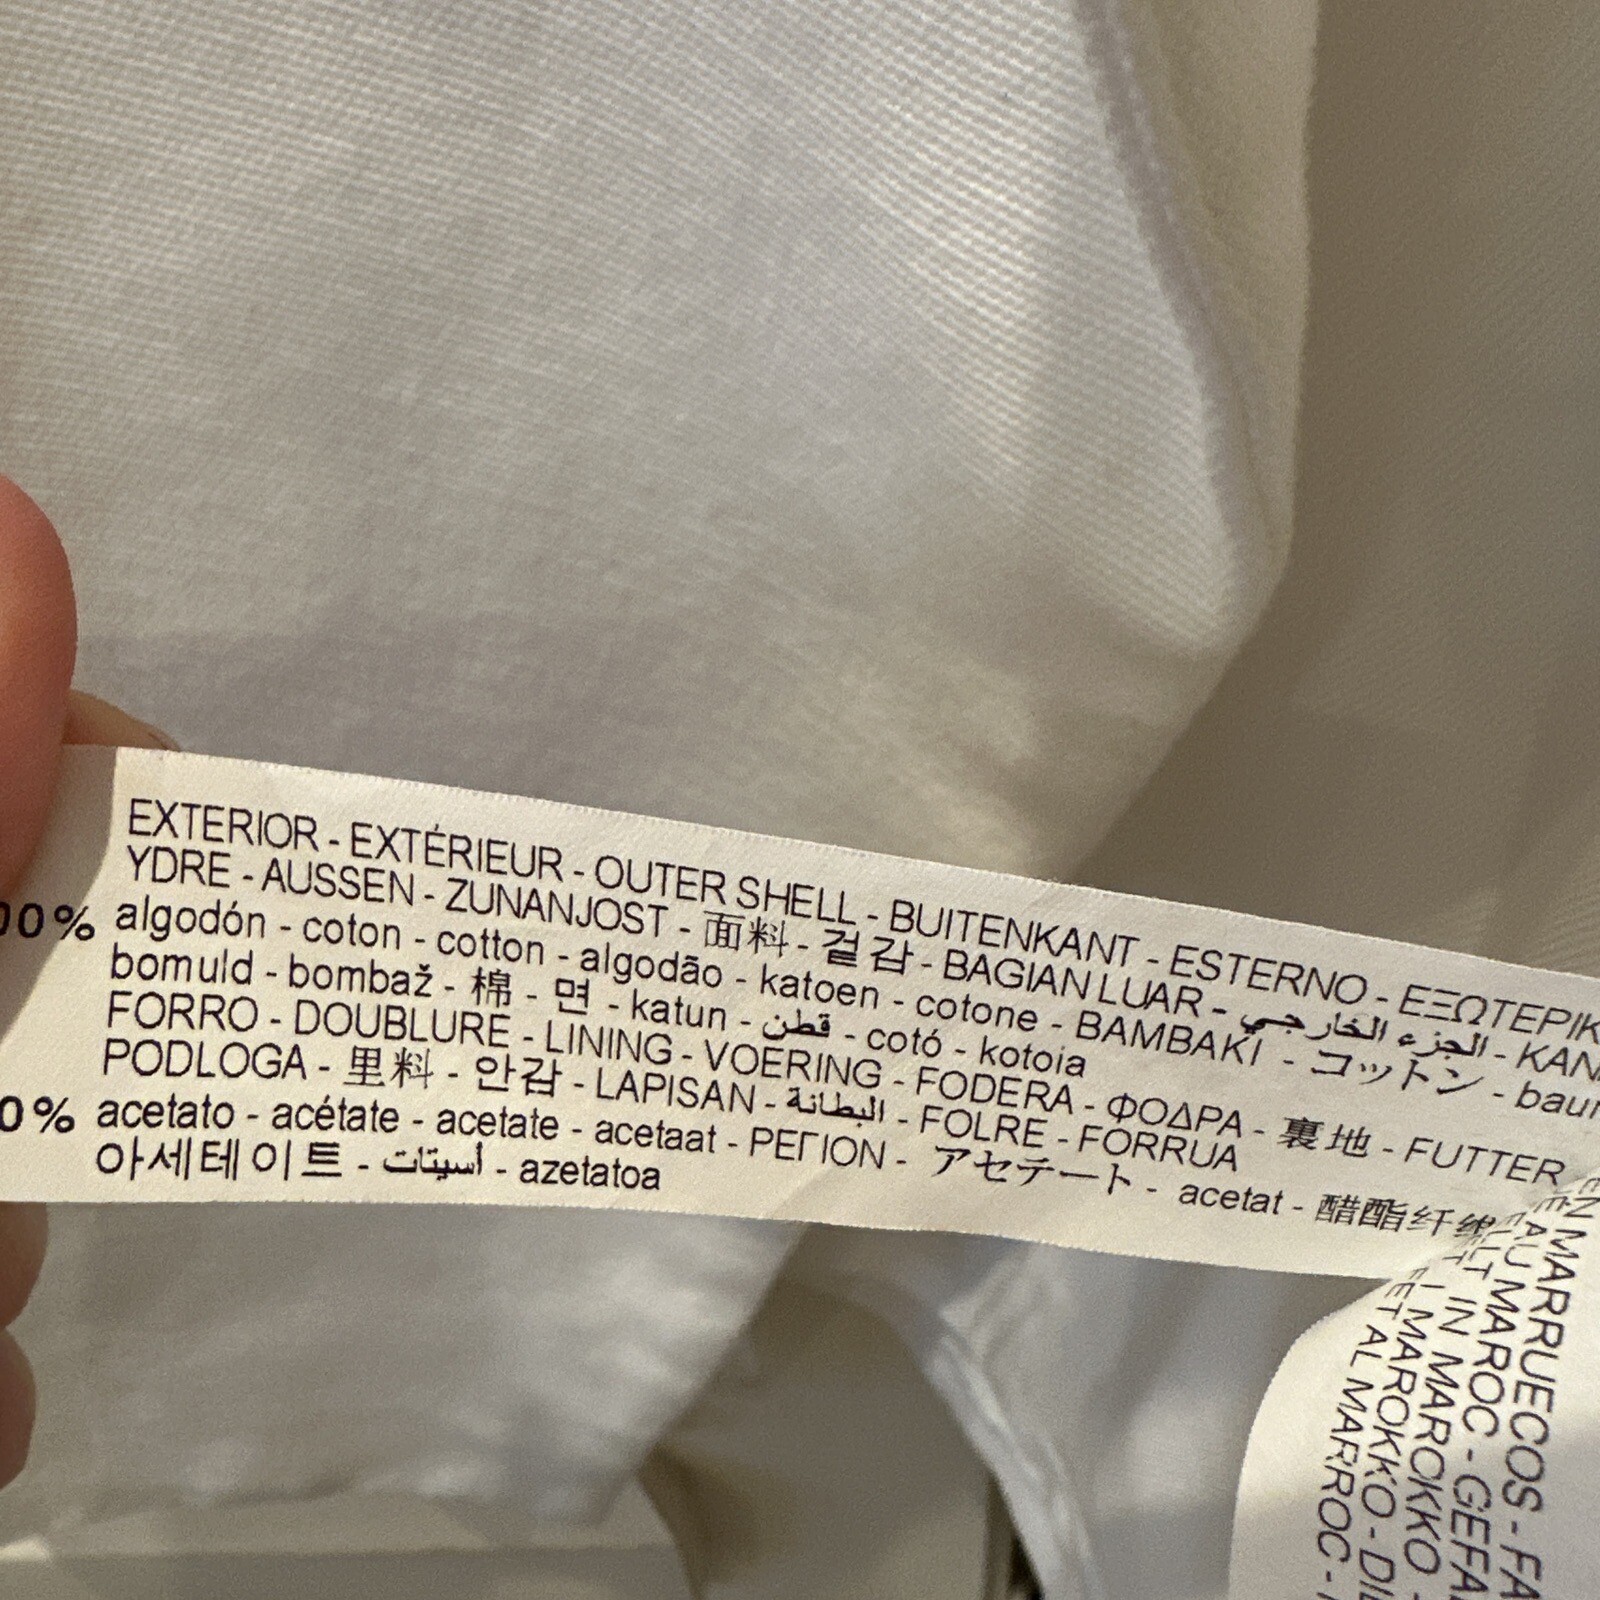 EXTERIOR - EXTÉRIEUR - OUTER SHELL - BUITENKANT - ESTERNO - ΕΞΩΤΕΡΙΚ
YDRE - AUSSEN - ZUNANJOST - 面料 - 겉감 - BAGIAN LUAR - الجزء الخارجي - KAN
00% algodón - coton - cotton - algodão - katoen - cotone - BAMBAKΙ - コットン - baum
bomuld - bombaž - 棉 - 면 - katun - قطن - cotó - kotoia
FORRO - DOUBLURE - LINING - VOERING - FODERA - ΦΟΔΡΑ - 裏地 - FUTTER
PODLOGA - 里料 - 안감 - LAPISAN - البطانة - FOLRE - FORRUA
0% acetato - acétate - acetate - acetaat - ΡΕΓΙΟΝ - アセテート - acetat - 醋酯纤维
아세테이트 - أسيتات - azetatoa
EN MARRUECOS - FA
AU MAROC - GEFA
IN MAROKKO -
I MAROKKO - DI
ET AL MARROC -